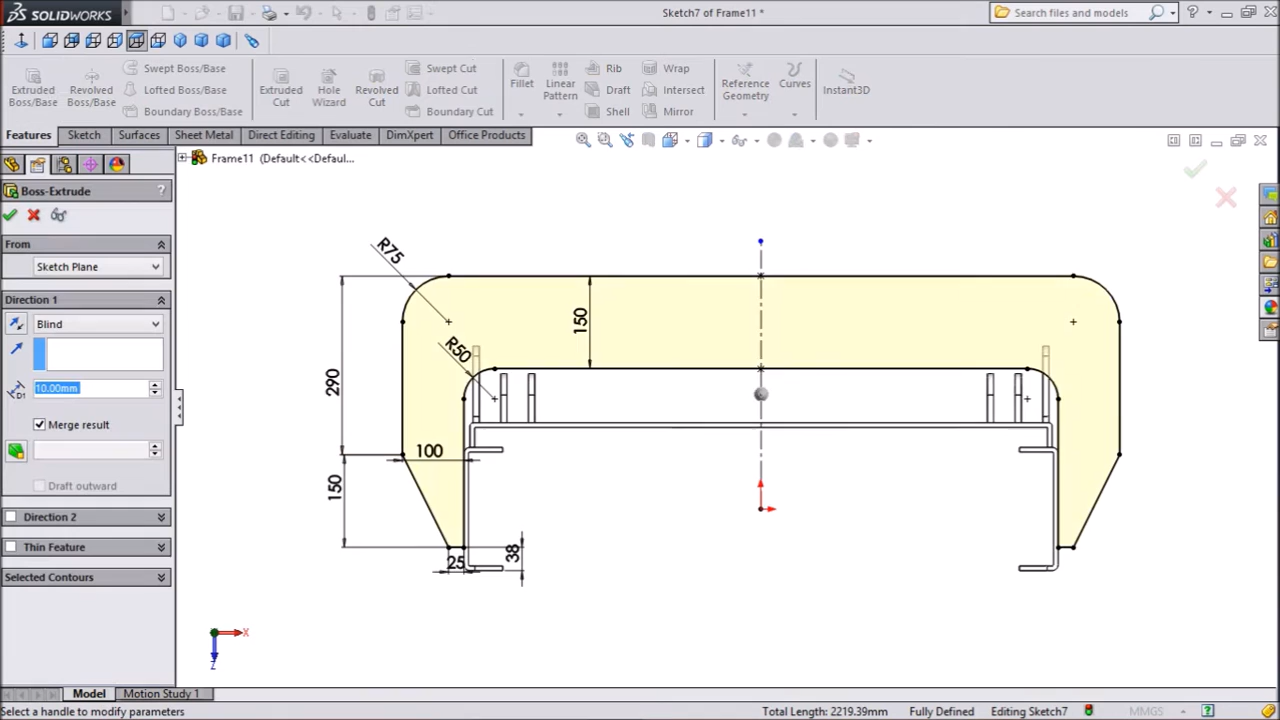 SOLIDWORKS
Sketch7 of Frame11 *
Search files and models
Extruded Boss/Base
Revolved Boss/Base
Swept Boss/Base
Lofted Boss/Base
Boundary Boss/Base
Extruded Cut
Hole Wizard
Revolved Cut
Swept Cut
Lofted Cut
Boundary Cut
Fillet
Linear Pattern
Rib
Draft
Shell
Wrap
Intersect
Mirror
Reference Geometry
Curves
Instant3D
Features Sketch Surfaces Sheet Metal Direct Editing Evaluate DimXpert Office Products
Frame11 (Default<<Defaul...
Boss-Extrude ?
From
Sketch Plane
Direction 1
Blind
D1 10.00mm
Merge result
Draft outward
Direction 2
Thin Feature
Selected Contours
R75
150
R50
290
100
150
25
38
X
Z
Model Motion Study 1
Select a handle to modify parameters
Total Length: 2219.39mm Fully Defined Editing Sketch7 MMGS ?